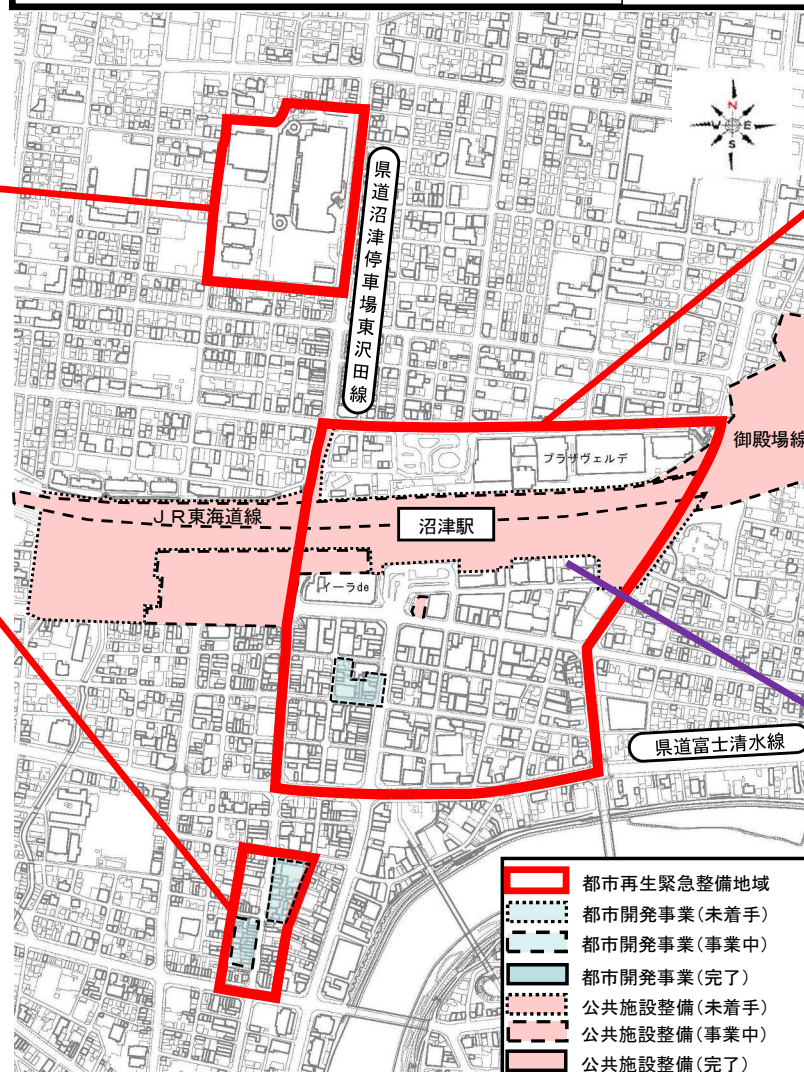 N
W E
S
県道沼津停車場東沢田線
プラザヴェルデ
御殿場線
JR東海道線
沼津駅
イーラde
県道富士清水線
都市再生緊急整備地域
都市開発事業(未着手)
都市開発事業(事業中)
都市開発事業(完了)
公共施設整備(未着手)
公共施設整備(事業中)
公共施設整備(完了)